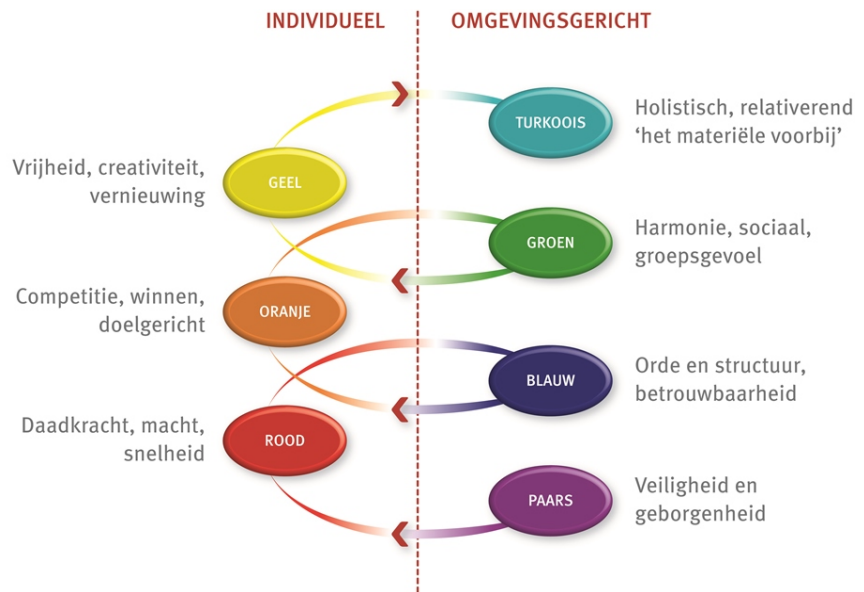 INDIVIDUEEL
OMGEVINGSGERICHT
TURKOOIS
Holistisch, relativerend
‘het materiële voorbij’
Vrijheid, creativiteit,
vernieuwing
GEEL
GROEN
Harmonie, sociaal,
groepsgevoel
Competitie, winnen,
doelgericht
ORANJE
BLAUW
Orde en structuur,
betrouwbaarheid
Daadkracht, macht,
snelheid
ROOD
PAARS
Veiligheid en
geborgenheid